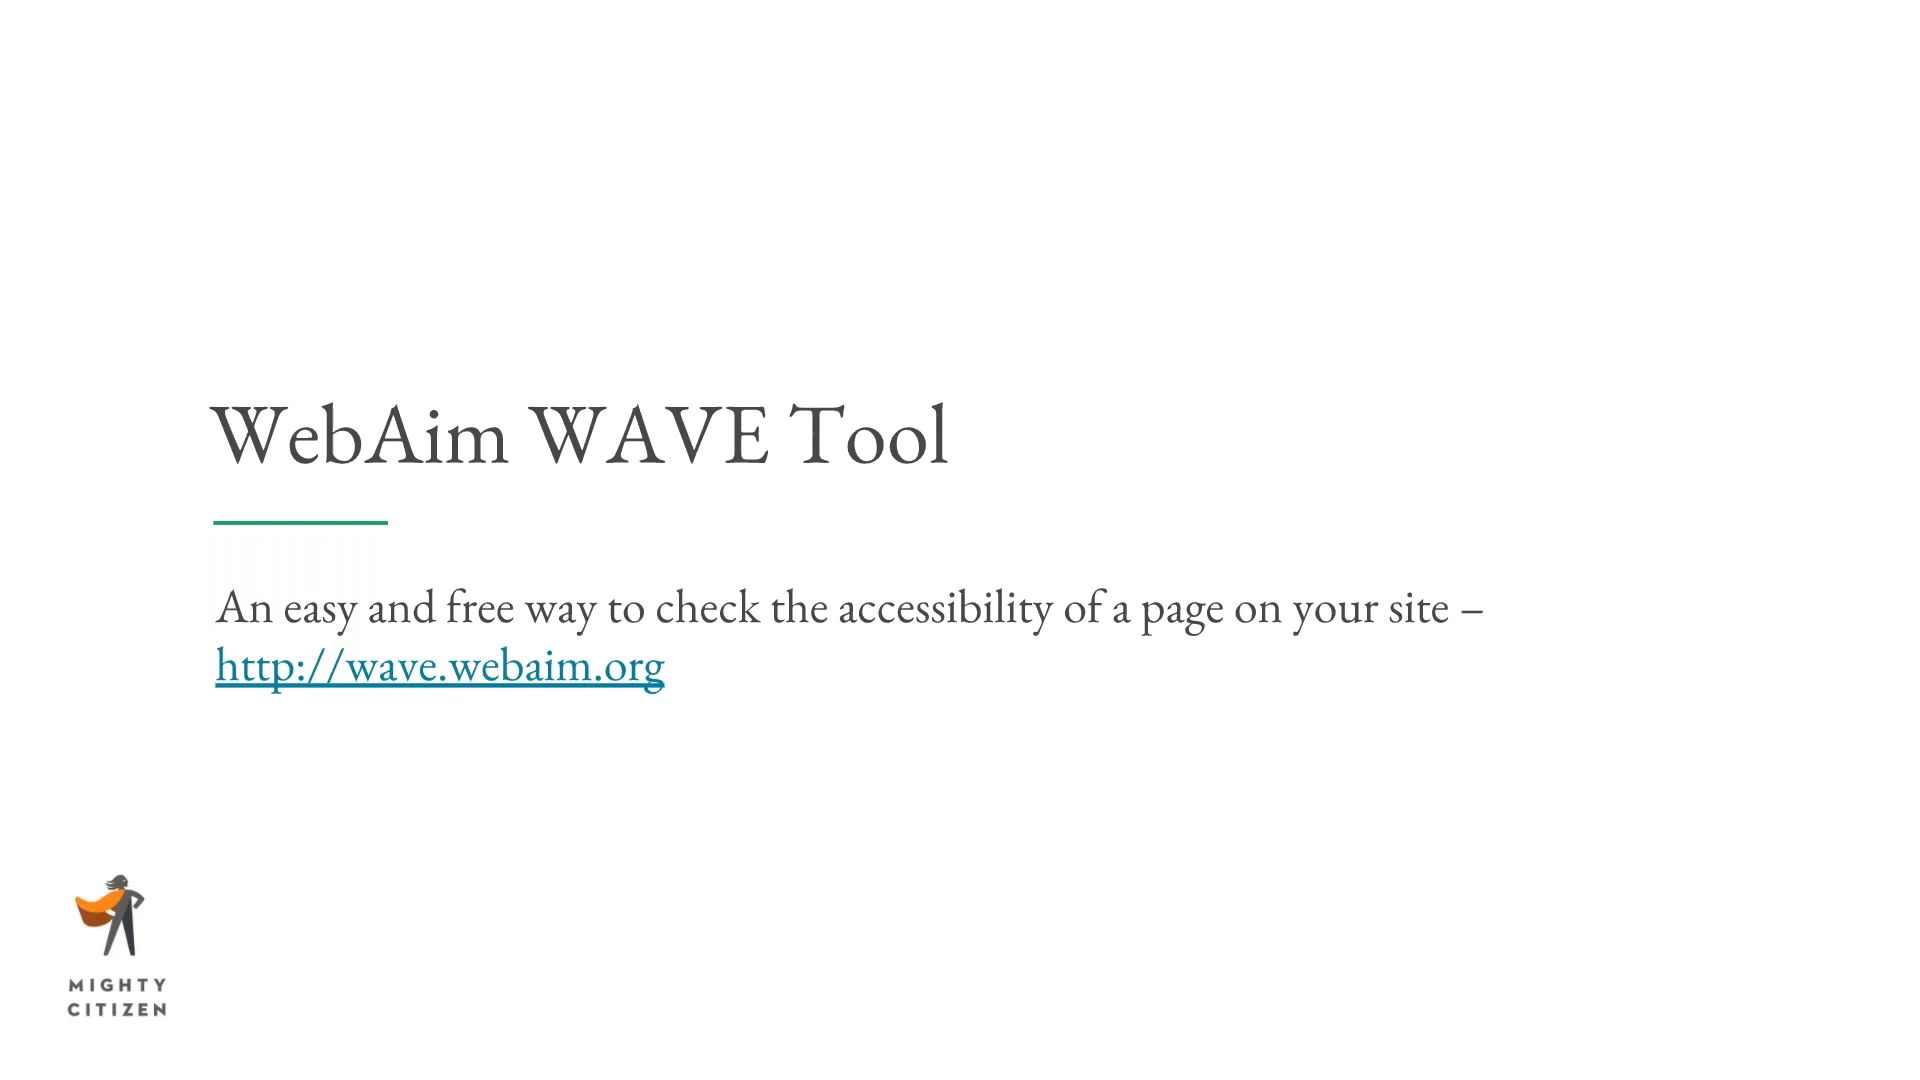 WebAim WAVE Tool
An easy and free way to check the accessibility of a page on your site –
http://wave.webaim.org
MIGHTY
CITIZEN